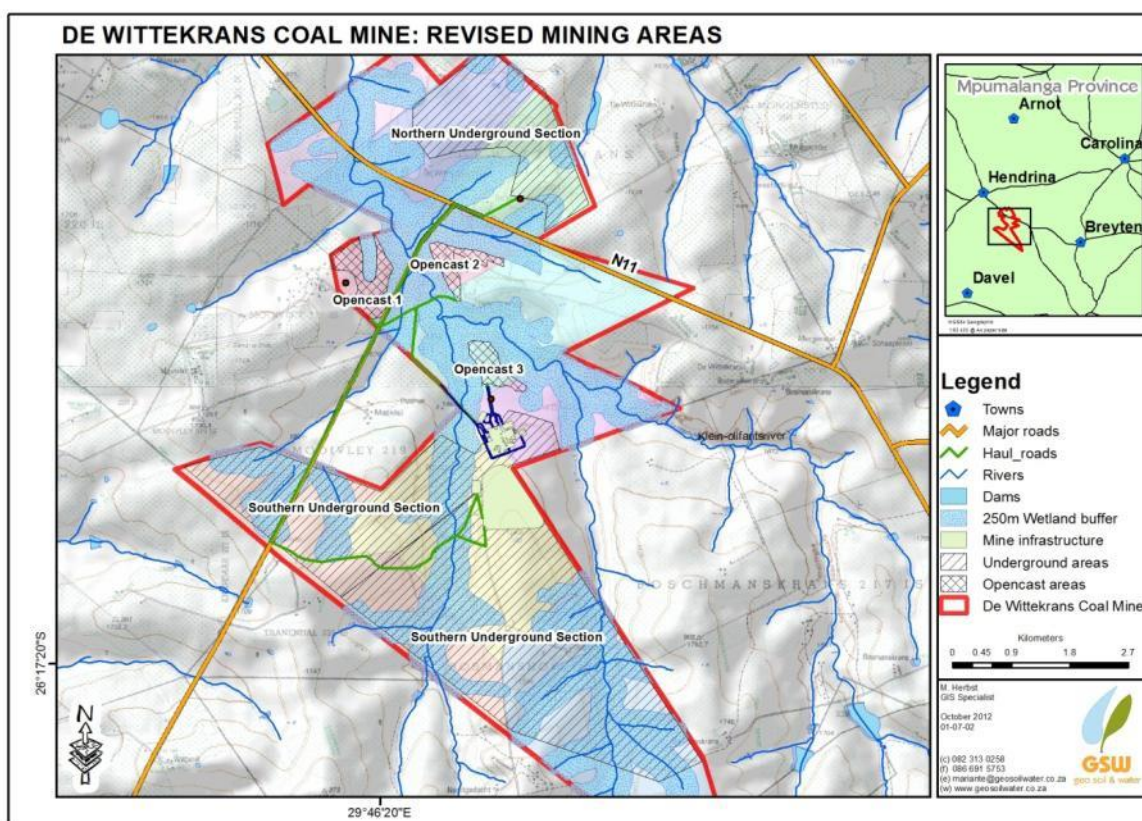 DE WITTEKRANS COAL MINE: REVISED MINING AREAS
Northern Underground Section
Opencast 2
Opencast 1
N11
Opencast 3
Klein-olifantsriver
Southern Underground Section
Southern Underground Section
26°17'20"S
29°46'20"E
N
Mpumalanga Province
Arnot
Carolina
Hendrina
Breyten
Davel
Legend
Towns
Major roads
Haul_roads
Rivers
Dams
250m Wetland buffer
Mine infrastructure
Underground areas
Opencast areas
De Wittekrans Coal Mine
Kilometers
0 0.45 0.9 1.8 2.7
M. Herbst
GIS Specialist
October 2012
01-07-02
(c) 082 313 0258
(f) 086 691 5753
(e) mariante@geosoilwater.co.za
(w) www.geosoilwater.co.za
GSW
geo soil & water